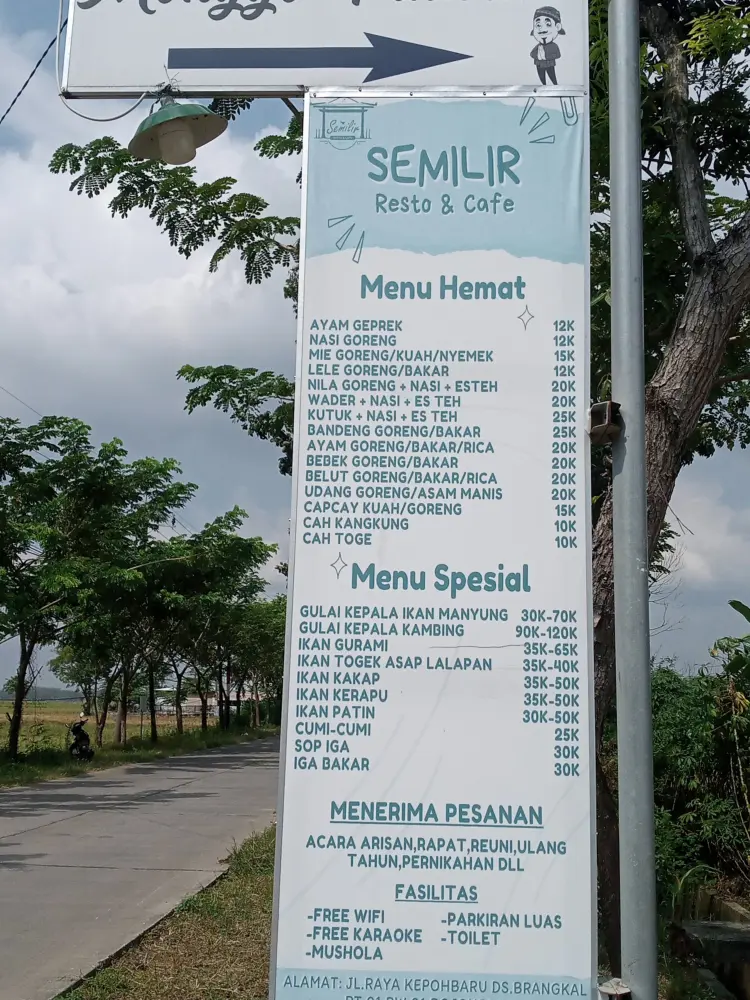 Semilir
SEMILIR
Resto & Cafe
Menu Hemat
AYAM GEPREK 12K
NASI GORENG 12K
MIE GORENG/KUAH/NYEMEK 15K
LELE GORENG/BAKAR 12K
NILA GORENG + NASI + ESTEH 20K
WADER + NASI + ES TEH 20K
KUTUK + NASI + ES TEH 25K
BANDENG GORENG/BAKAR 25K
AYAM GORENG/BAKAR/RICA 20K
BEBEK GORENG/BAKAR 20K
BELUT GORENG/BAKAR/RICA 20K
UDANG GORENG/ASAM MANIS 20K
CAPCAY KUAH/GORENG 15K
CAH KANGKUNG 10K
CAH TOGE 10K
Menu Spesial
GULAI KEPALA IKAN MANYUNG 30K-70K
GULAI KEPALA KAMBING 90K-120K
IKAN GURAMI 35K-65K
IKAN TOGEK ASAP LALAPAN 35K-40K
IKAN KAKAP 35K-50K
IKAN KERAPU 35K-50K
IKAN PATIN 30K-50K
CUMI-CUMI 25K
SOP IGA 30K
IGA BAKAR 30K
MENERIMA PESANAN
ACARA ARISAN,RAPAT,REUNI,ULANG
TAHUN,PERNIKAHAN DLL
FASILITAS
-FREE WIFI -PARKIRAN LUAS
-FREE KARAOKE -TOILET
-MUSHOLA
ALAMAT: JL.RAYA KEPOHBARU DS.BRANGKAL